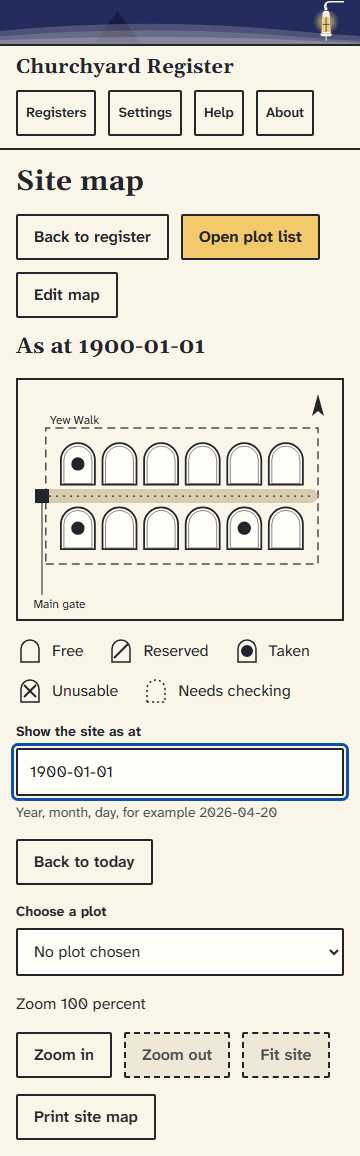 Churchyard Register
Registers Settings Help About
Site map
Back to register Open plot list
Edit map
As at 1900-01-01
Yew Walk
Main gate
Free Reserved Taken
Unusable Needs checking
Show the site as at
1900-01-01
Year, month, day, for example 2026-04-20
Back to today
Choose a plot
No plot chosen
Zoom 100 percent
Zoom in Zoom out Fit site
Print site map